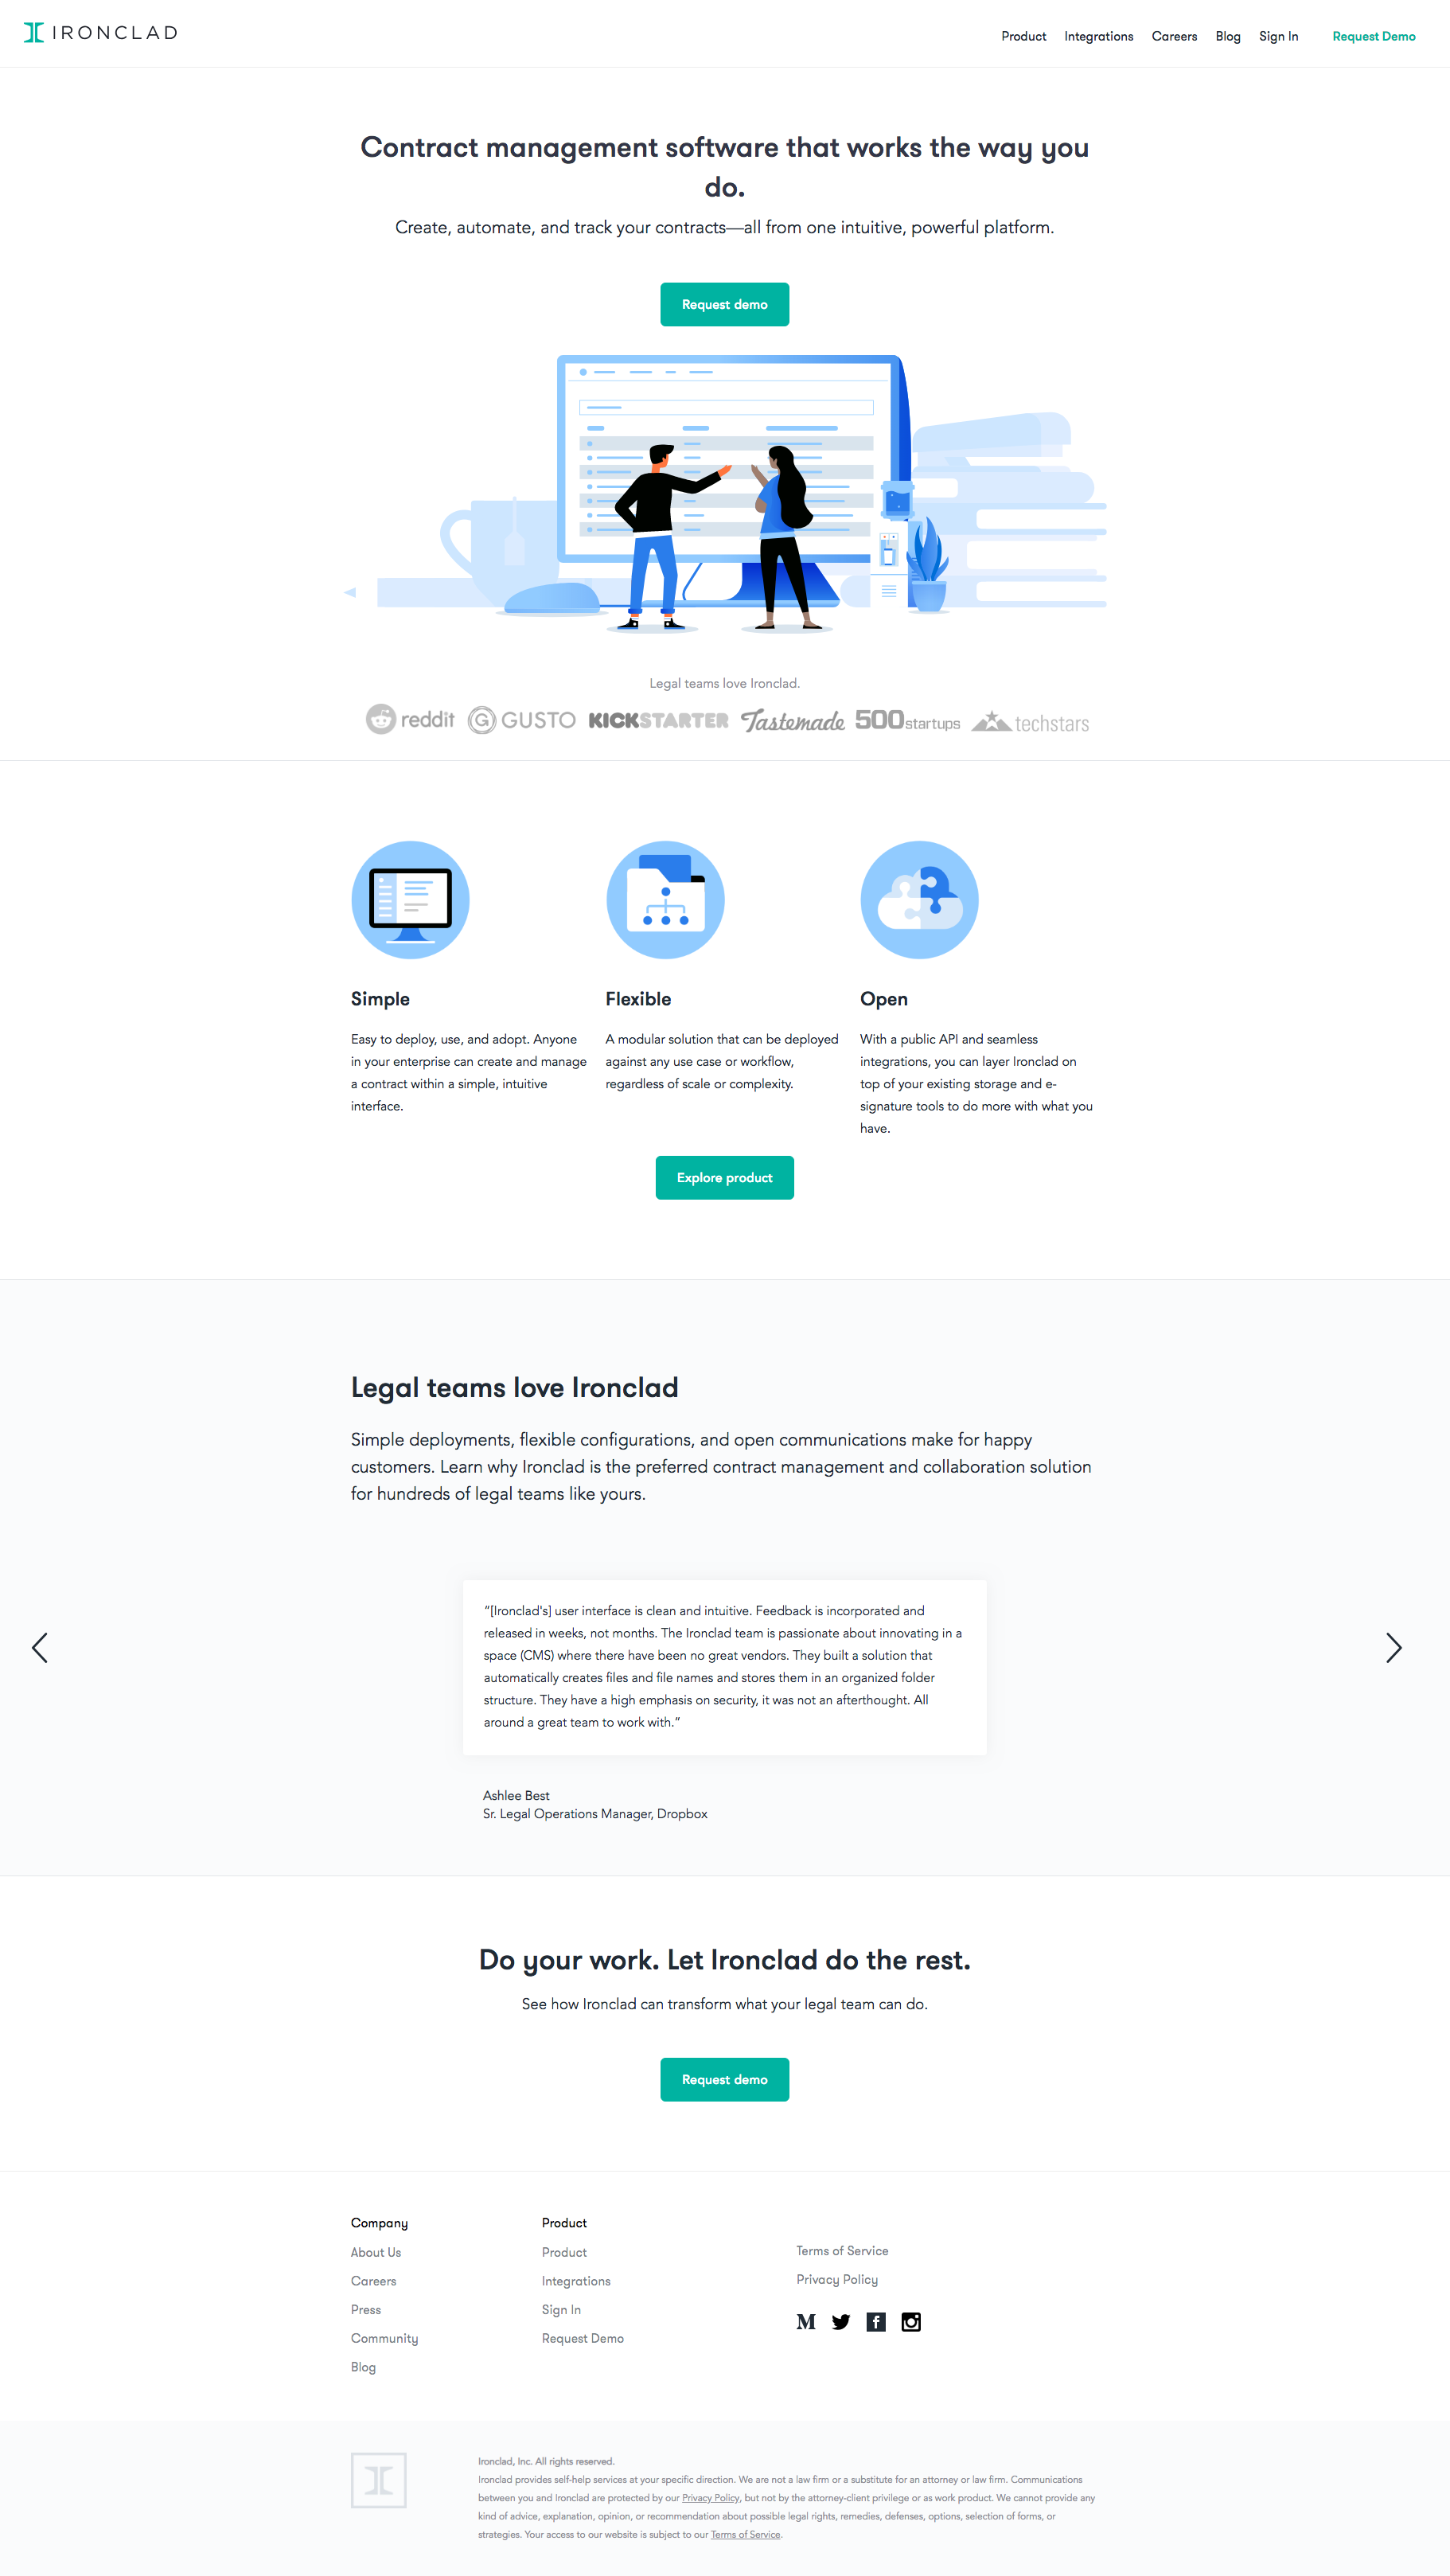 IRONCLAD
Product Integrations Careers Blog Sign In Request Demo
Contract management software that works the way you
do.
Create, automate, and track your contracts—all from one intuitive, powerful platform.
Request demo
Legal teams love Ironclad.
reddit GUSTO KICKSTARTER Tastemade 500 startups techstars
Simple
Easy to deploy, use, and adopt. Anyone
in your enterprise can create and manage
a contract within a simple, intuitive
interface.
Flexible
A modular solution that can be deployed
against any use case or workflow,
regardless of scale or complexity.
Open
With a public API and seamless
integrations, you can layer Ironclad on
top of your existing storage and e-
signature tools to do more with what you
have.
Explore product
Legal teams love Ironclad
Simple deployments, flexible configurations, and open communications make for happy
customers. Learn why Ironclad is the preferred contract management and collaboration solution
for hundreds of legal teams like yours.
“[Ironclad's] user interface is clean and intuitive. Feedback is incorporated and
released in weeks, not months. The Ironclad team is passionate about innovating in a
space (CMS) where there have been no great vendors. They built a solution that
automatically creates files and file names and stores them in an organized folder
structure. They have a high emphasis on security, it was not an afterthought. All
around a great team to work with.”
Ashlee Best
Sr. Legal Operations Manager, Dropbox
Do your work. Let Ironclad do the rest.
See how Ironclad can transform what your legal team can do.
Request demo
Company
About Us
Careers
Press
Community
Blog
Product
Product
Integrations
Sign In
Request Demo
Terms of Service
Privacy Policy
Ironclad, Inc. All rights reserved.
Ironclad provides self-help services at your specific direction. We are not a law firm or a substitute for an attorney or law firm. Communications
between you and Ironclad are protected by our Privacy Policy, but not by the attorney-client privilege or as work product. We cannot provide any
kind of advice, explanation, opinion, or recommendation about possible legal rights, remedies, defenses, options, selection of forms, or
strategies. Your access to our website is subject to our Terms of Service.